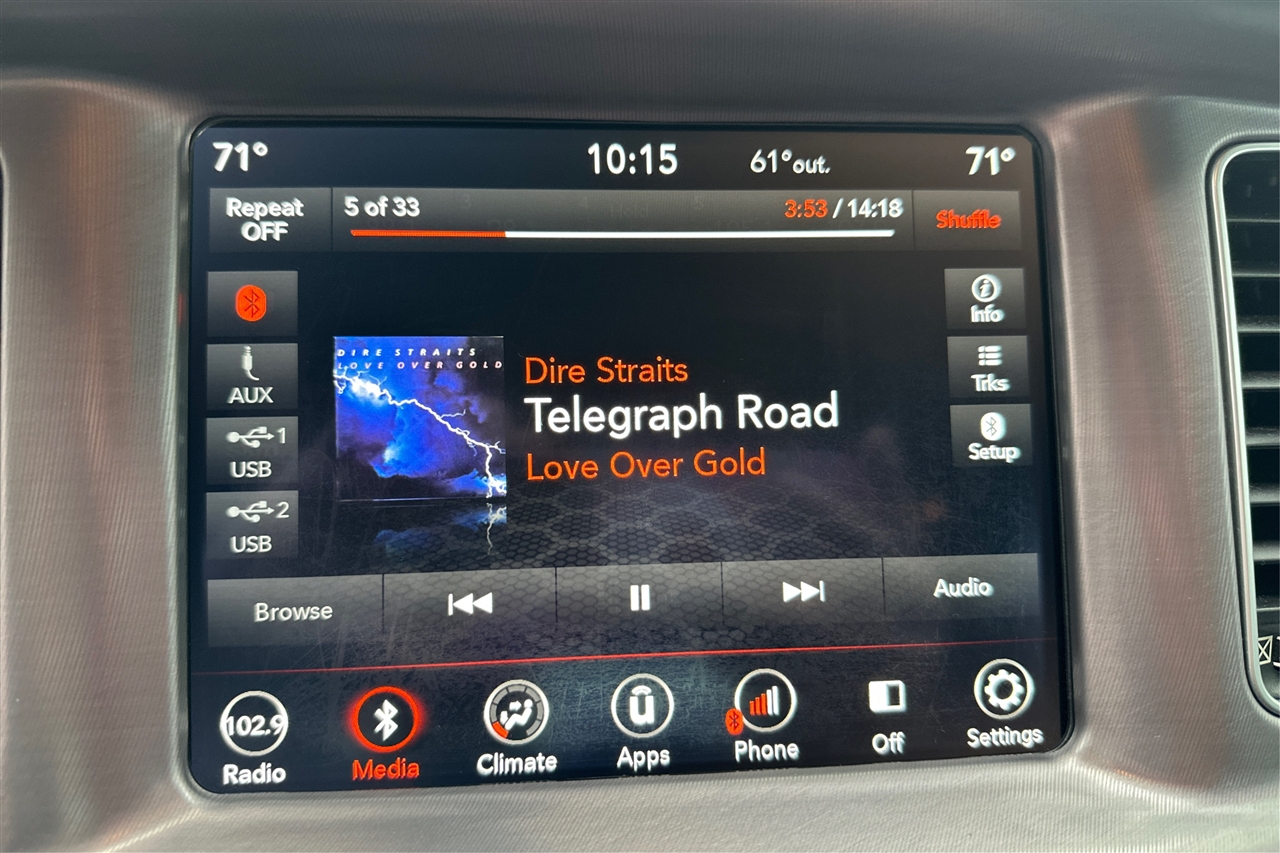 71° 10:15 61°out. 71°
Repeat
OFF
5 of 33 3:53 / 14:18
Shuffle
Info
AUX
Trks
1
USB
Setup
2
USB
DIRE STRAITS
LOVE OVER GOLD
Dire Straits
Telegraph Road
Love Over Gold
Browse
Audio
102.9
Radio
Media
Climate
Apps
Phone
Off
Settings